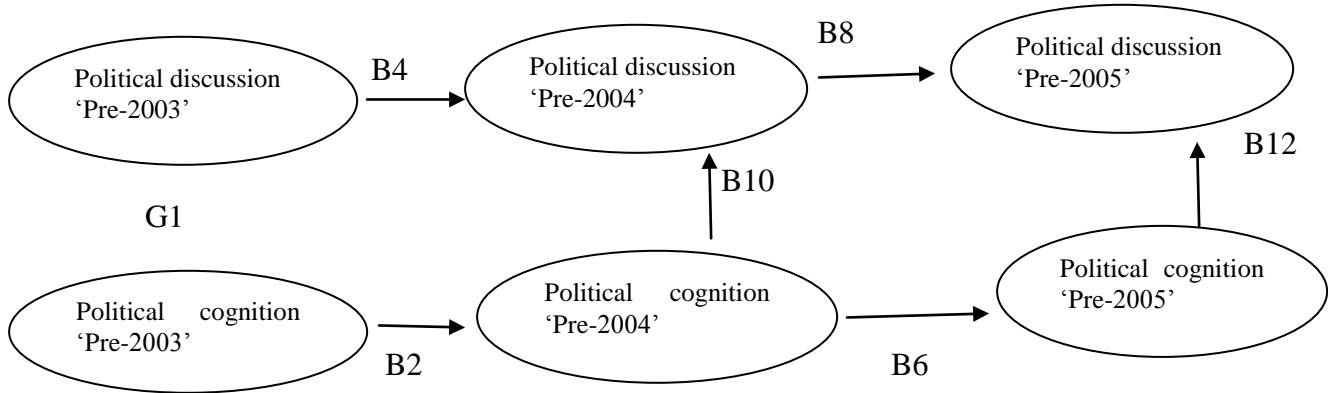 Political discussion
‘Pre-2003’
B4
Political discussion
‘Pre-2004’
B8
Political discussion
‘Pre-2005’
B12
B10
G1
Political cognition
‘Pre-2003’
B2
Political cognition
‘Pre-2004’
B6
Political cognition
‘Pre-2005’